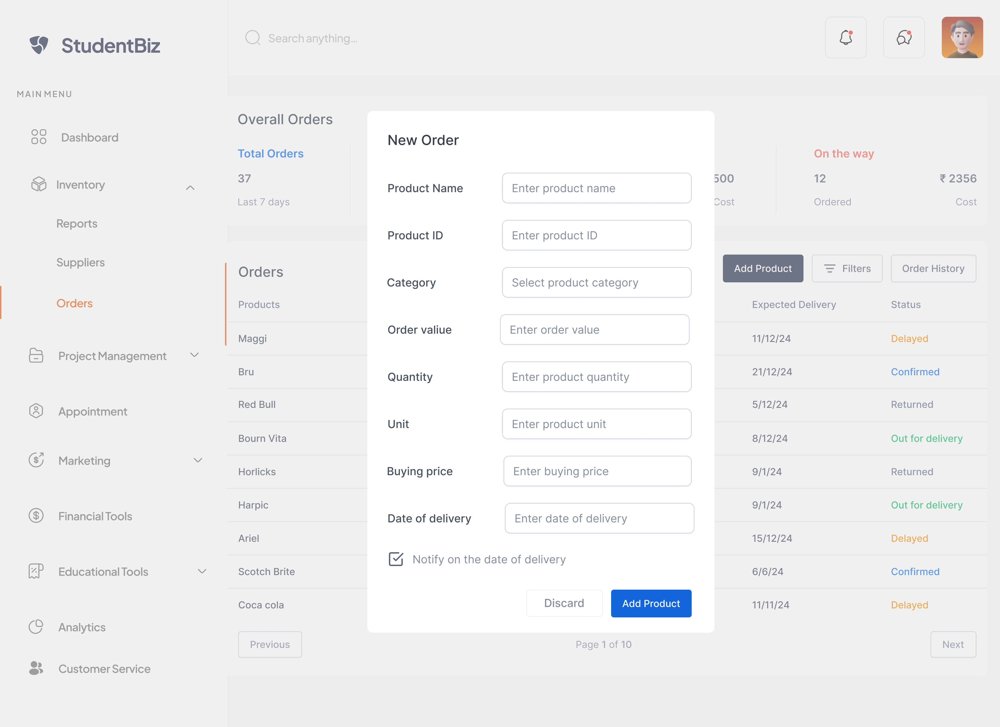 StudentBiz
Search anything...
MAIN MENU
Dashboard
Inventory
Reports
Suppliers
Orders
Project Management
Appointment
Marketing
Financial Tools
Educational Tools
Analytics
Customer Service
Overall Orders
Total Orders
37
Last 7 days
500
Cost
On the way
12
₹ 2356
Ordered
Cost
Orders
Add Product
Filters
Order History
Products
Expected Delivery
Status
Maggi
11/12/24
Delayed
Bru
21/12/24
Confirmed
Red Bull
5/12/24
Returned
Bourn Vita
8/12/24
Out for delivery
Horlicks
9/1/24
Returned
Harpic
9/1/24
Out for delivery
Ariel
15/12/24
Delayed
Scotch Brite
6/6/24
Confirmed
Coca cola
11/11/24
Delayed
Previous
Page 1 of 10
Next
New Order
Product Name
Enter product name
Product ID
Enter product ID
Category
Select product category
Order valiue
Enter order value
Quantity
Enter product quantity
Unit
Enter product unit
Buying price
Enter buying price
Date of delivery
Enter date of delivery
Notify on the date of delivery
Discard
Add Product